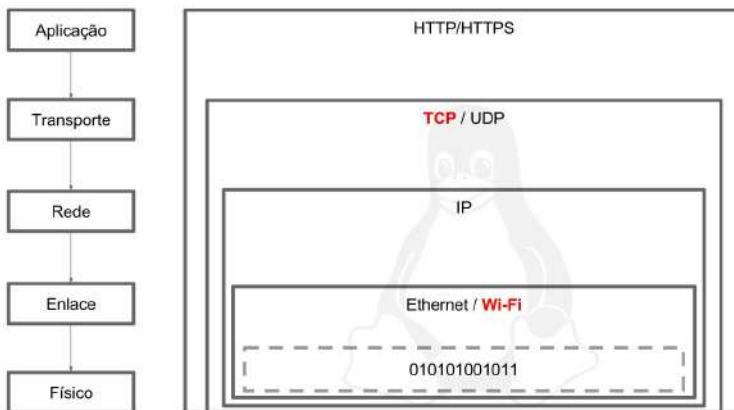 Aplicação
HTTP/HTTPS
Transporte
TCP / UDP
Rede
IP
Enlace
Ethernet / Wi-Fi
010101001011
Físico